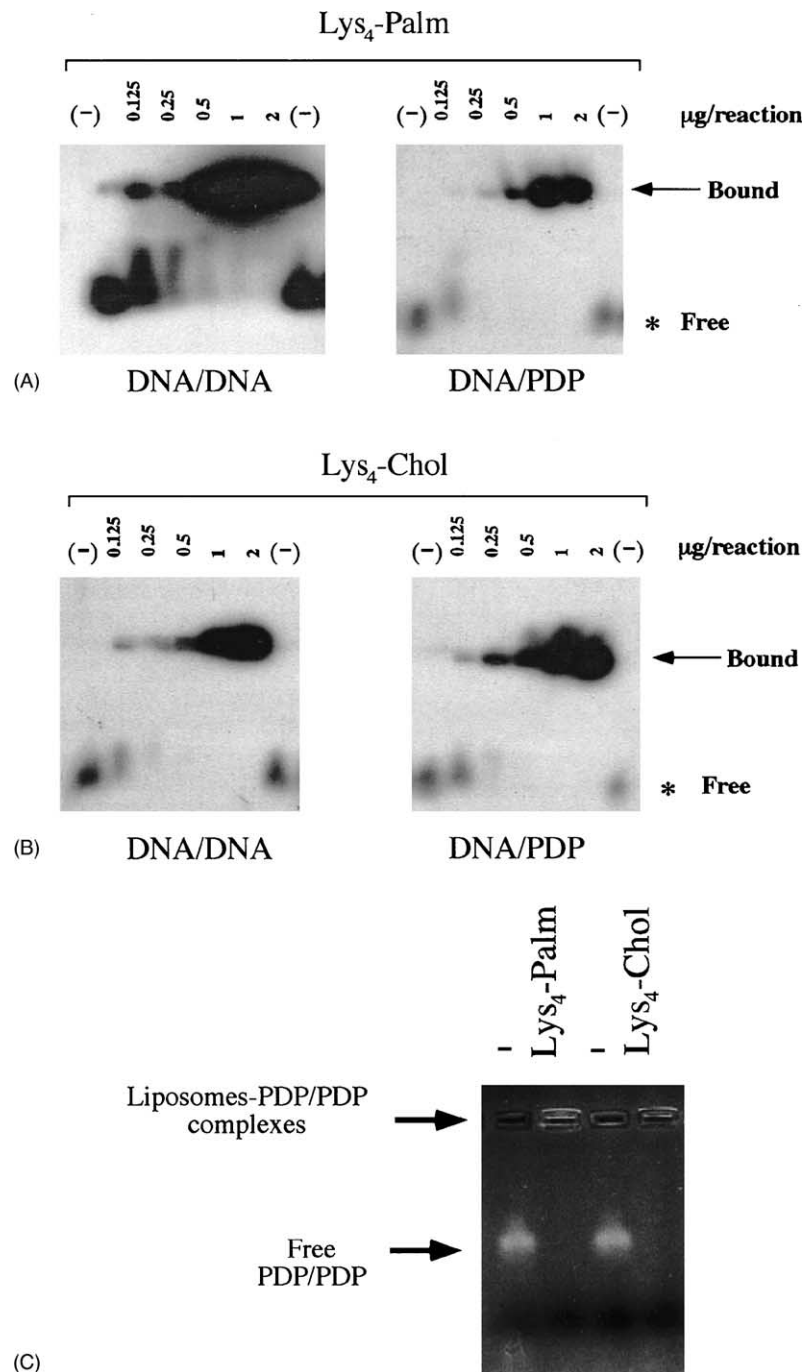 Lys4-Palm
(-) 0.125 0.25 0.5 1 2 (-) (-) 0.125 0.25 0.5 1 2 (-) µg/reaction
Bound
* Free
(A) DNA/DNA DNA/PDP
Lys4-Chol
(-) 0.125 0.25 0.5 1 2 (-) (-) 0.125 0.25 0.5 1 2 (-) µg/reaction
Bound
* Free
(B) DNA/DNA DNA/PDP
- Lys4-Palm - Lys4-Chol
Liposomes-PDP/PDP
complexes
Free
PDP/PDP
(C)